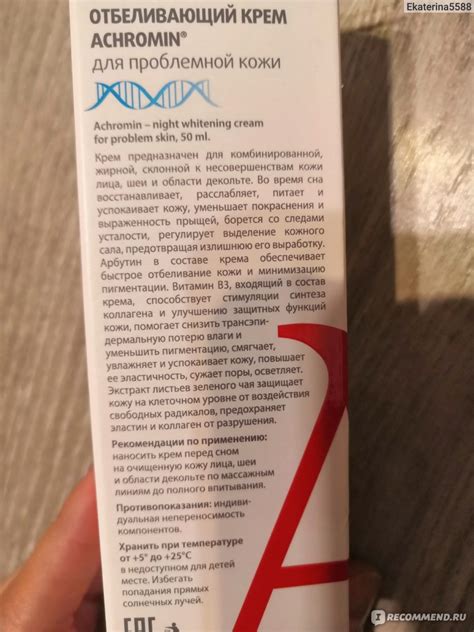 Ekaterina5588
ОТБЕЛИВАЮЩИЙ КРЕМ
ACHROMIN®
для проблемной кожи
Achromin – night whitening cream
for problem skin, 50 ml.
Крем предназначен для комбинированной,
жирной, склонной к несовершенствам кожи
лица, шеи и области декольте. Во время сна
восстанавливает, расслабляет, питает и
успокаивает кожу, уменьшает покраснения и
выраженность прыщей, борется со следами
усталости, регулирует выделение кожного
сала, предотвращая излишнюю его выработку.
Арбутин в составе крема обеспечивает
быстрое отбеливание кожи и минимизацию
пигментации. Витамин В3, входящий в состав
крема, способствует стимуляции синтеза
коллагена и улучшению защитных функций
кожи, помогает снизить трансэпи-
дермальную потерю влаги и
уменьшить пигментацию, смягчает,
увлажняет и успокаивает кожу, повышает
ее эластичность, сужает поры, осветляет.
Экстракт листьев зеленого чая защищает
кожу на клеточном уровне от воздействия
свободных радикалов, предохраняет
эластин и коллаген от разрушения.
Рекомендации по применению:
наносить крем перед сном
на очищенную кожу лица, шеи
и области декольте по массажным
линиям до полного впитывания.
Противопоказания: индиви-
дуальная непереносимость
компонентов.
Хранить при температуре
от +5° до +25°С
в недоступном для детей
месте. Избегать
попадания прямых
солнечных лучей.
EAC
IRECOMMEND.RU